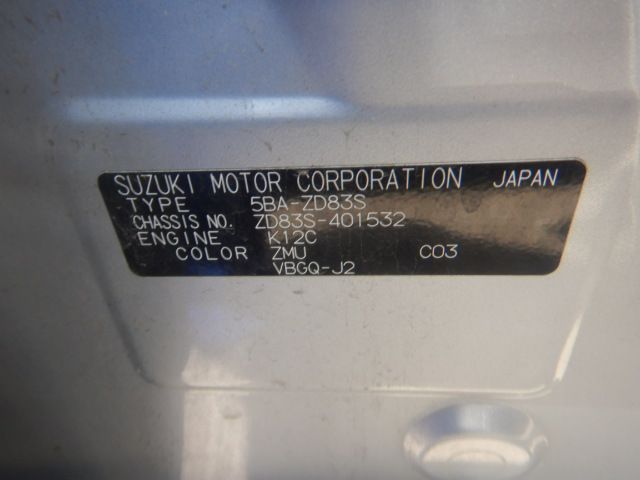 SUZUKI MOTOR CORPORATION JAPAN
TYPE 5BA-ZD83S
CHASSIS NO. ZD83S-401532
ENGINE K12C
COLOR ZMU C03
VBGQ-J2